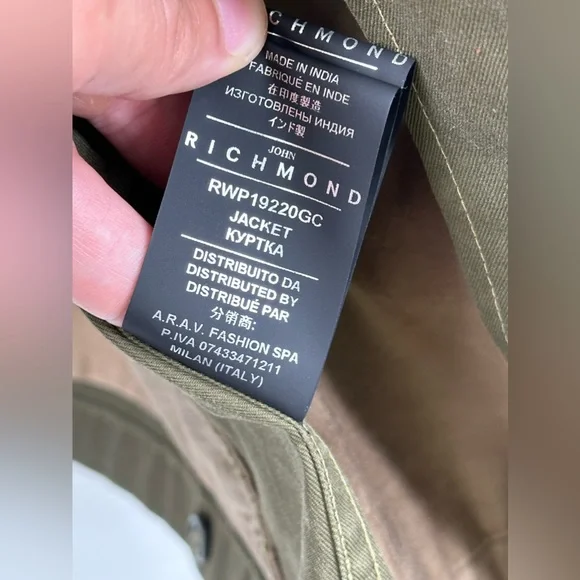 CHMOND
MADE IN INDIA
FABRIQUÉ EN INDE
在印度製造
ИЗГОТОВЛЕНЫ ИНДИЯ
インド製
JOHN
RICHMOND
RWP19220GC
JACKET
КУРТКА
DISTRIBUITO DA
DISTRIBUTED BY
DISTRIBUÉ PAR
分销商:
A.R.A.V. FASHION SPA
P.IVA 07433471211
MILAN (ITALY)